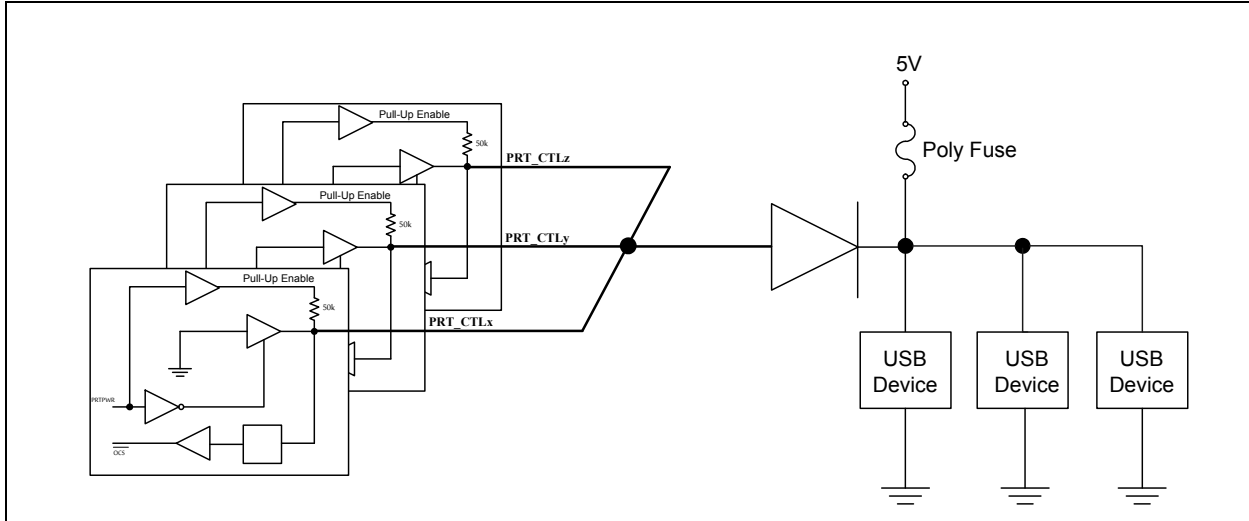 5V
Poly Fuse
Pull-Up Enable
50k
PRT_CTLz
Pull-Up Enable
50k
PRT_CTLy
Pull-Up Enable
50k
PRT_CTLx
PRTPWR
OCS
USB
Device
USB
Device
USB
Device